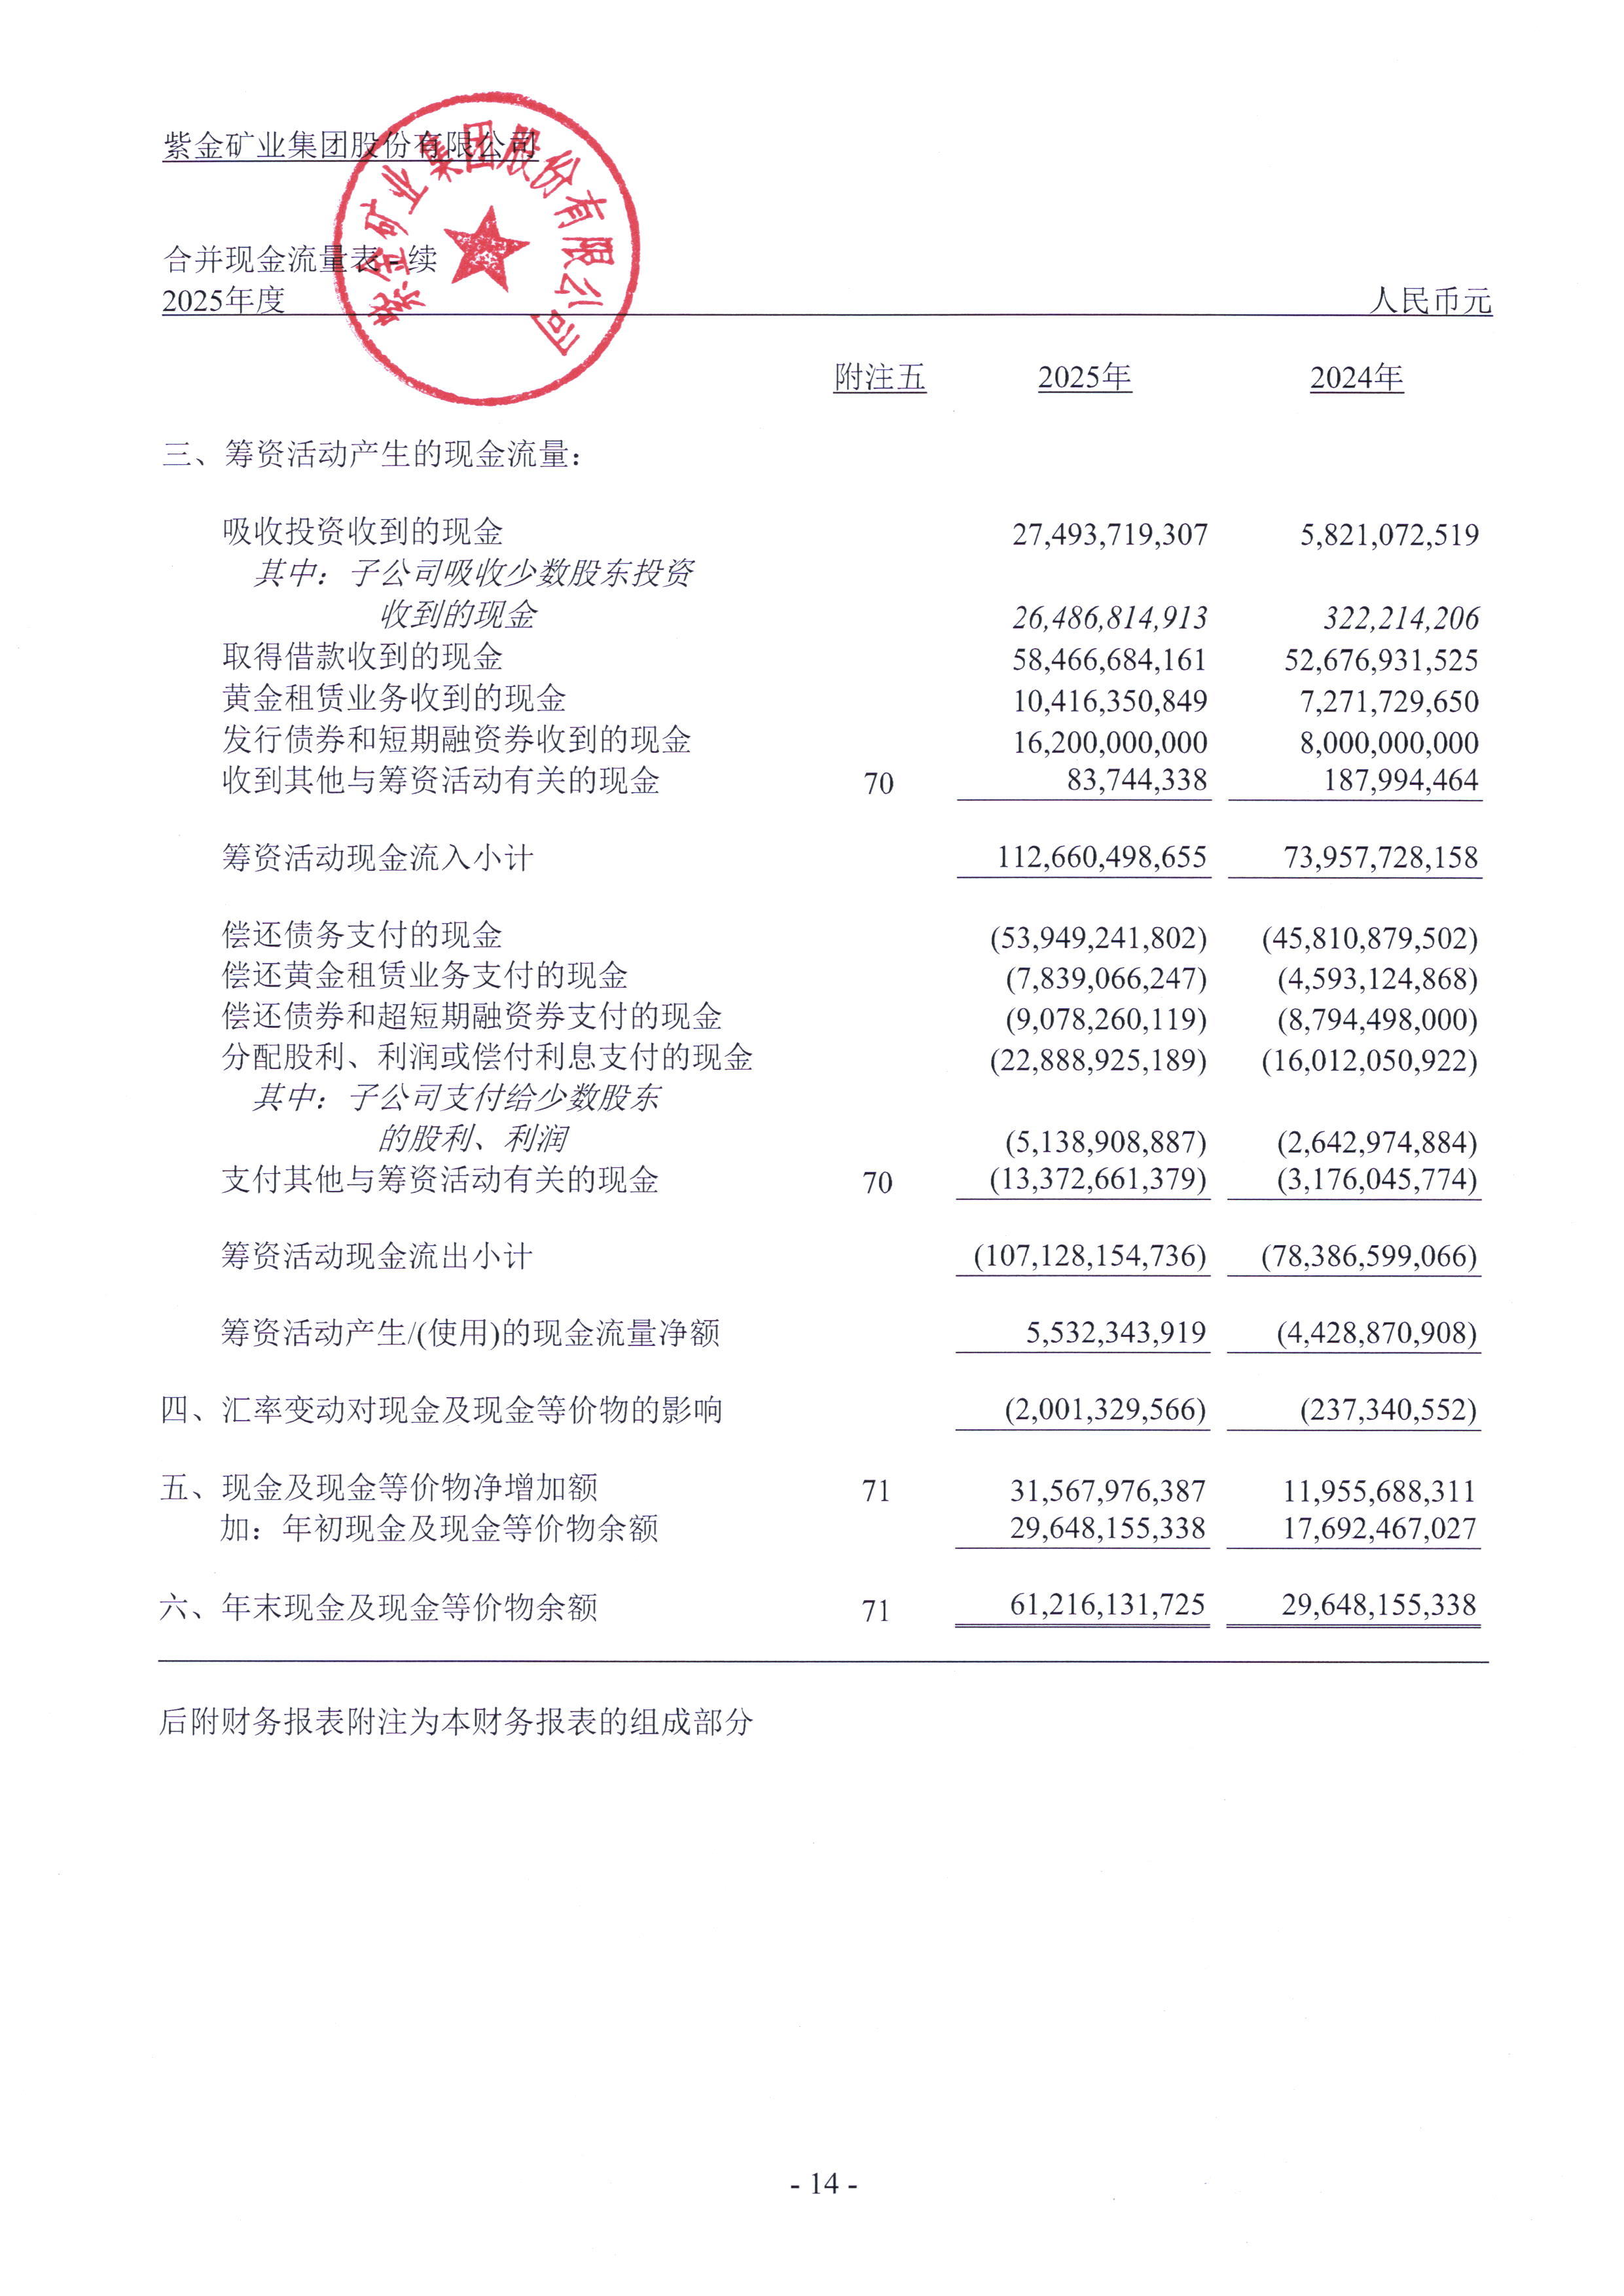 紫金矿业集团股份有限公司
紫金矿业集团股份有限公司
合并现金流量表 - 续
2025年度 人民币元
附注五 2025年 2024年
三、筹资活动产生的现金流量：
吸收投资收到的现金 27,493,719,307 5,821,072,519
其中：子公司吸收少数股东投资
收到的现金 26,486,814,913 322,214,206
取得借款收到的现金 58,466,684,161 52,676,931,525
黄金租赁业务收到的现金 10,416,350,849 7,271,729,650
发行债券和短期融资券收到的现金 16,200,000,000 8,000,000,000
收到其他与筹资活动有关的现金 70 83,744,338 187,994,464
筹资活动现金流入小计 112,660,498,655 73,957,728,158
偿还债务支付的现金 (53,949,241,802) (45,810,879,502)
偿还黄金租赁业务支付的现金 (7,839,066,247) (4,593,124,868)
偿还债券和超短期融资券支付的现金 (9,078,260,119) (8,794,498,000)
分配股利、利润或偿付利息支付的现金 (22,888,925,189) (16,012,050,922)
其中：子公司支付给少数股东
的股利、利润 (5,138,908,887) (2,642,974,884)
支付其他与筹资活动有关的现金 70 (13,372,661,379) (3,176,045,774)
筹资活动现金流出小计 (107,128,154,736) (78,386,599,066)
筹资活动产生/(使用)的现金流量净额 5,532,343,919 (4,428,870,908)
四、汇率变动对现金及现金等价物的影响 (2,001,329,566) (237,340,552)
五、现金及现金等价物净增加额 71 31,567,976,387 11,955,688,311
加：年初现金及现金等价物余额 29,648,155,338 17,692,467,027
六、年末现金及现金等价物余额 71 61,216,131,725 29,648,155,338
后附财务报表附注为本财务报表的组成部分
- 14 -